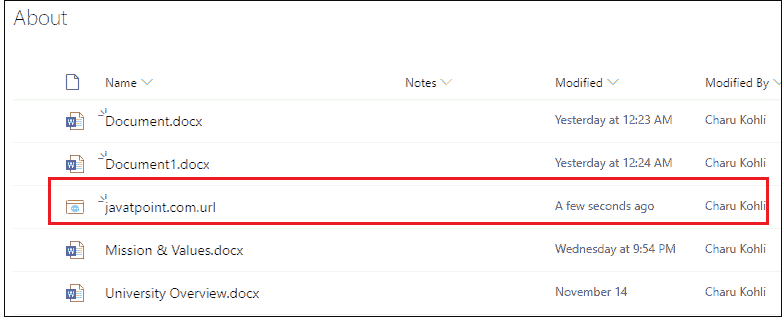 About
Name Notes Modified Modified By
Document.docx Yesterday at 12:23 AM Charu Kohli
Document1.docx Yesterday at 12:24 AM Charu Kohli
javatpoint.com.url A few seconds ago Charu Kohli
Mission & Values.docx Wednesday at 9:54 PM Charu Kohli
University Overview.docx November 14 Charu Kohli